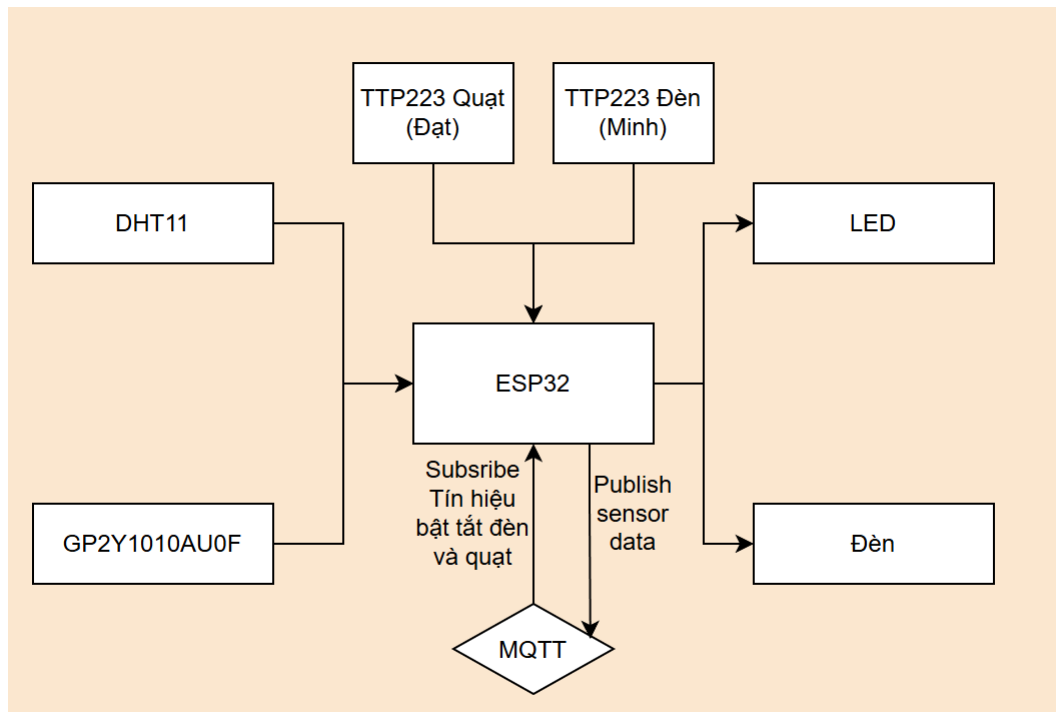 TTP223 Quạt
(Đạt)
TTP223 Đèn
(Minh)
DHT11
LED
ESP32
Subsribe
Tín hiệu
bật tắt đèn
và quạt
Publish
sensor
data
GP2Y1010AU0F
Đèn
MQTT